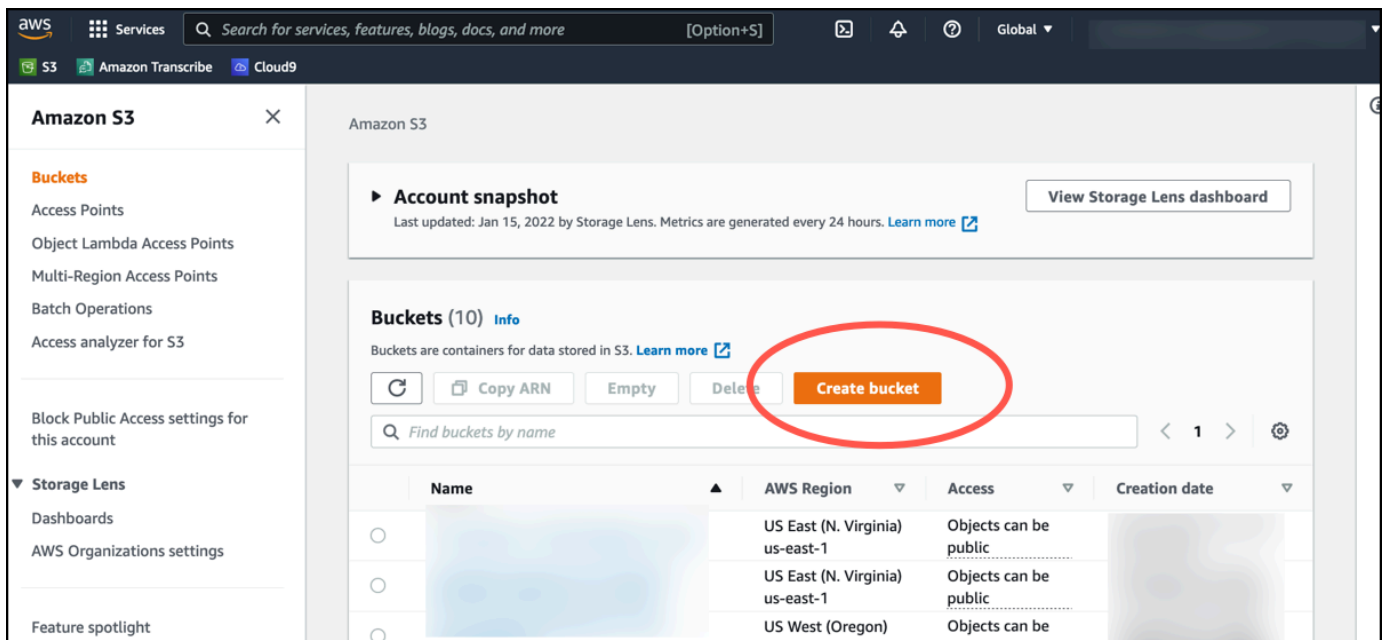 aws
Services
Search for services, features, blogs, docs, and more
[Option+S]
Global
S3
Amazon Transcribe
Cloud9
Amazon S3
Buckets
Access Points
Object Lambda Access Points
Multi-Region Access Points
Batch Operations
Access analyzer for S3
Block Public Access settings for
this account
Storage Lens
Dashboards
AWS Organizations settings
Feature spotlight
Amazon S3
Account snapshot
View Storage Lens dashboard
Last updated: Jan 15, 2022 by Storage Lens. Metrics are generated every 24 hours. Learn more
Buckets (10) Info
Buckets are containers for data stored in S3. Learn more
Copy ARN
Empty
Delete
Create bucket
Find buckets by name
1
Name
AWS Region
Access
Creation date
US East (N. Virginia)
us-east-1
Objects can be
public
US East (N. Virginia)
us-east-1
Objects can be
public
US West (Oregon)
Objects can be